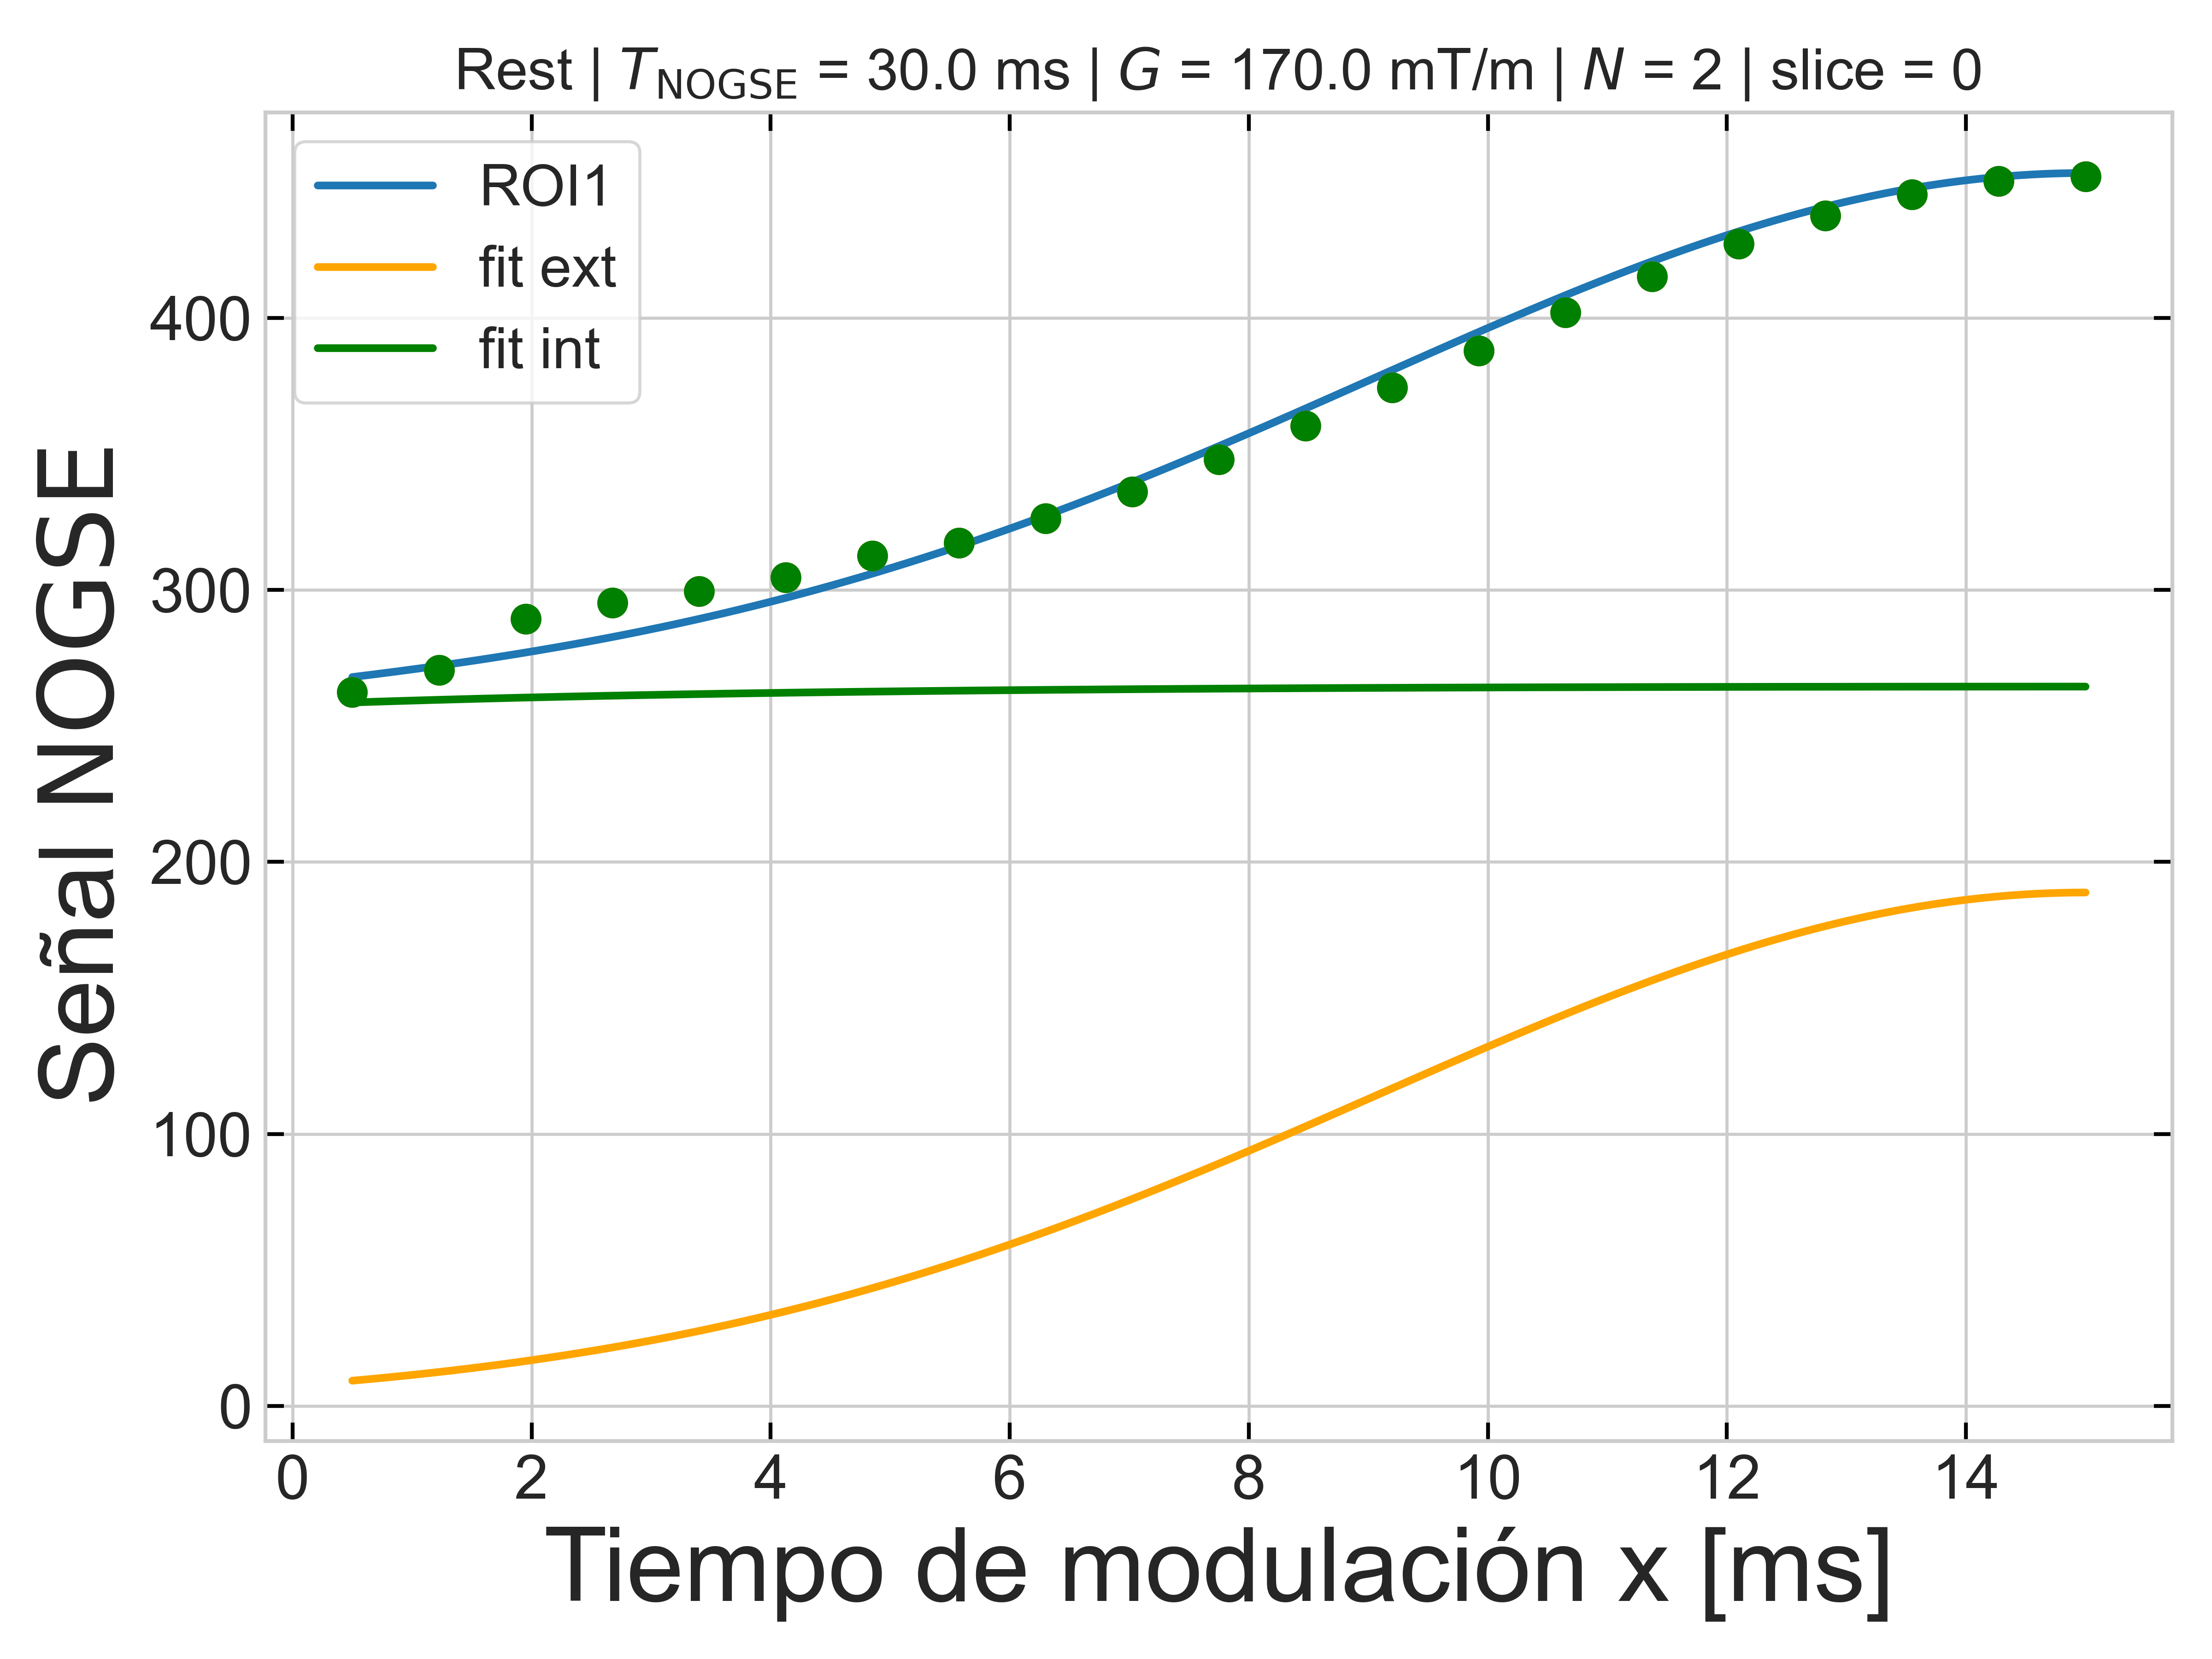 Rest | T_NOGSE = 30.0 ms | G = 170.0 mT/m | N = 2 | slice = 0
ROI1
fit ext
fit int
Señal NOGSE
400
300
200
100
0
0 2 4 6 8 10 12 14
Tiempo de modulación x [ms]